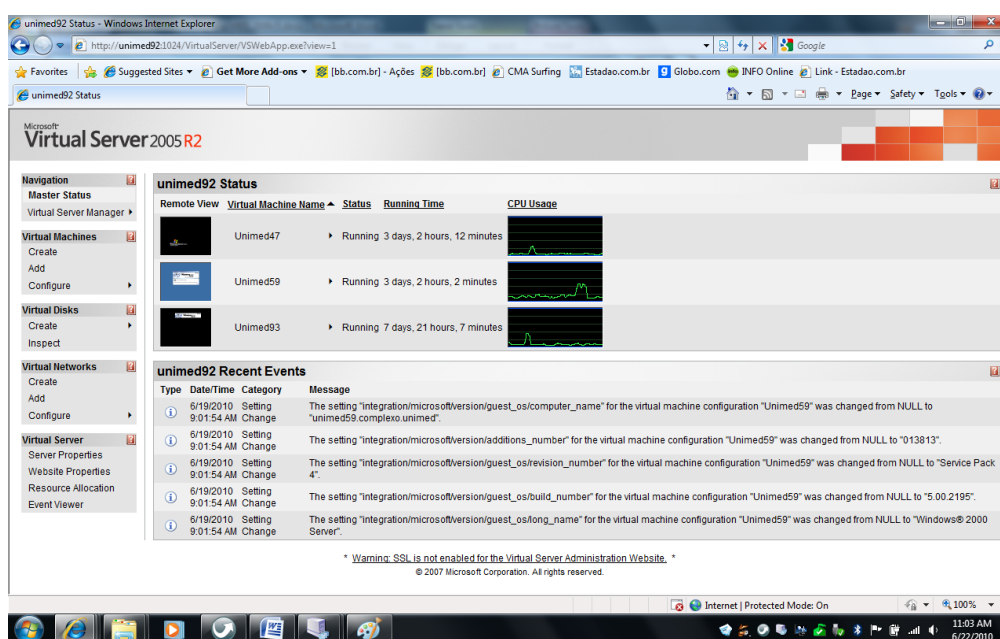 unimed92 Status - Windows Internet Explorer
http://unimed92:1024/VirtualServer/VSWebApp.exe?view=1
Google
Favorites Suggested Sites Get More Add-ons [bb.com.br] - Ações [bb.com.br] CMA Surfing Estadao.com.br Globo.com INFO Online Link - Estadao.com.br
unimed92 Status
Page Safety Tools
Microsoft
Virtual Server 2005 R2
Navigation
Master Status
Virtual Server Manager
Virtual Machines
Create
Add
Configure
Virtual Disks
Create
Inspect
Virtual Networks
Create
Add
Configure
Virtual Server
Server Properties
Website Properties
Resource Allocation
Event Viewer
unimed92 Status
Remote View Virtual Machine Name Status Running Time CPU Usage
Unimed47 Running 3 days, 2 hours, 12 minutes
Unimed59 Running 3 days, 2 hours, 2 minutes
Unimed93 Running 7 days, 21 hours, 7 minutes
unimed92 Recent Events
Type Date/Time Category Message
6/19/2010 Setting The setting "integration/microsoft/version/guest_os/computer_name" for the virtual machine configuration "Unimed59" was changed from NULL to
9:01:54 AM Change "unimed59.complexo.unimed".
6/19/2010 Setting The setting "integration/microsoft/version/additions_number" for the virtual machine configuration "Unimed59" was changed from NULL to "013813".
9:01:54 AM Change
6/19/2010 Setting The setting "integration/microsoft/version/guest_os/revision_number" for the virtual machine configuration "Unimed59" was changed from NULL to "Service Pack
9:01:54 AM Change 4".
6/19/2010 Setting The setting "integration/microsoft/version/guest_os/build_number" for the virtual machine configuration "Unimed59" was changed from NULL to "5.00.2195".
9:01:54 AM Change
6/19/2010 Setting The setting "integration/microsoft/version/guest_os/long_name" for the virtual machine configuration "Unimed59" was changed from NULL to "Windows® 2000
9:01:54 AM Change Server".
* Warning: SSL is not enabled for the Virtual Server Administration Website. *
© 2007 Microsoft Corporation. All rights reserved.
Internet | Protected Mode: On 100%
11:03 AM
6/22/2010